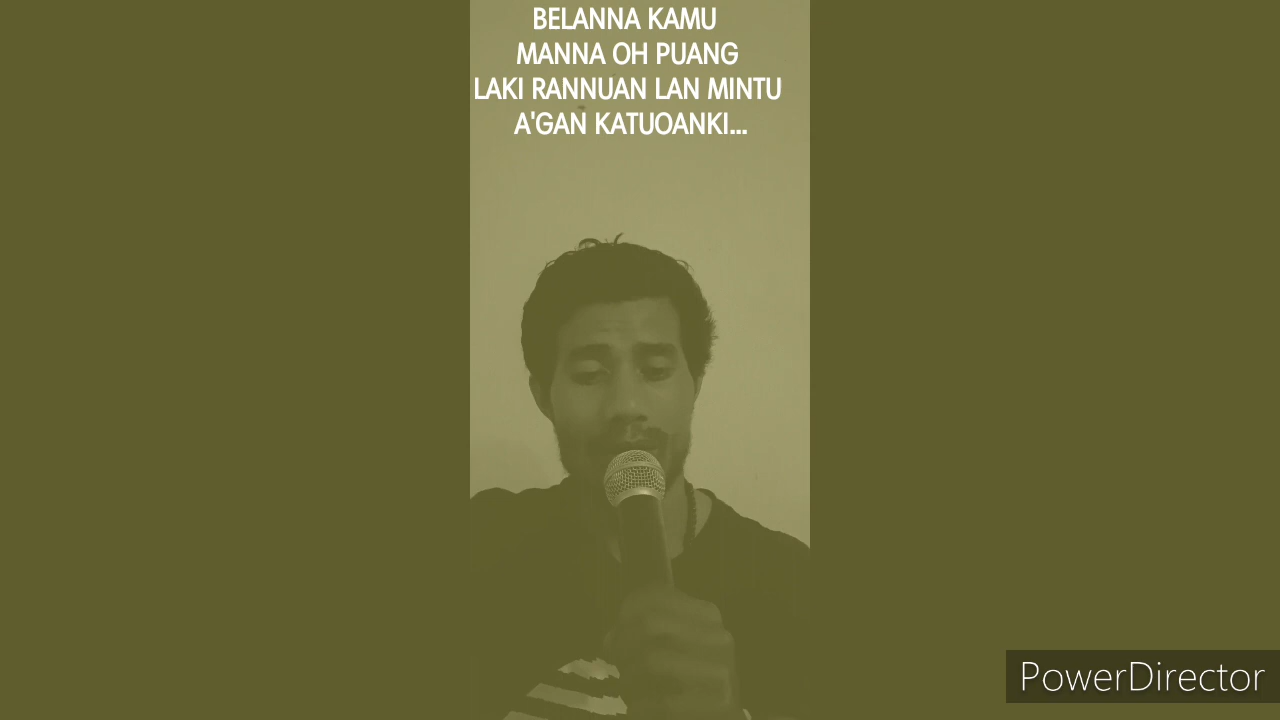 BELANNA KAMU
MANNA OH PUANG
LAKI RANNUAN LAN MINTU
A'GAN KATUOANKI...
PowerDirector